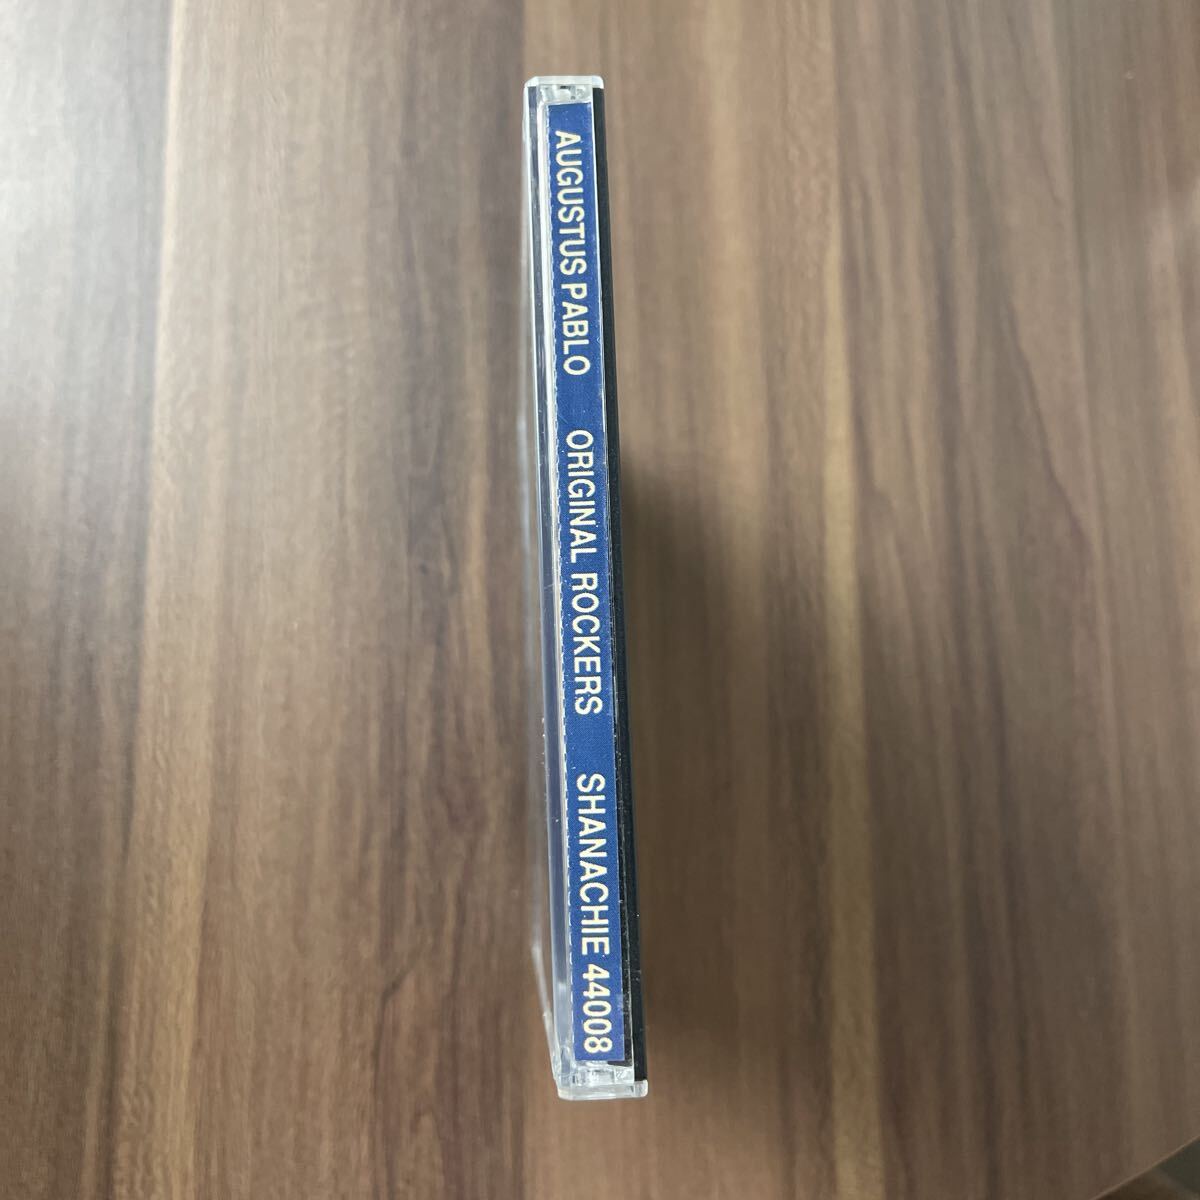 AUGUSTUS PABLO ORIGINAL ROCKERS SHANACHIE 44008